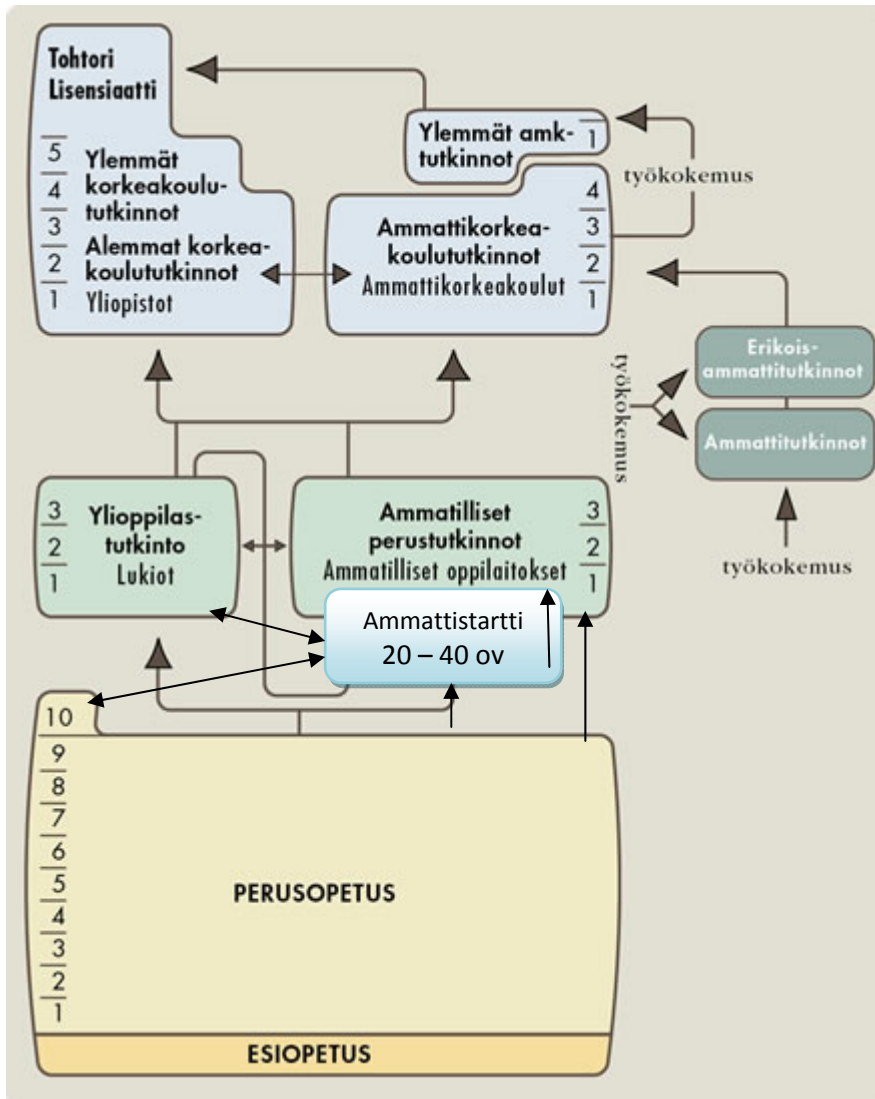 Tohtori
Lisensiaatti
5
4
3
2
1
Ylemmät
korkeakoulu-
tutkinnot
Alemmat korkea-
koulututkinnot
Yliopistot
Ylemmät amk-
tutkinnot
1
työkokemus
Ammattikorkea-
koulututkinnot
Ammattikorkeakoulut
4
3
2
1
Erikois-
ammattitutkinnot
työkokemus
Ammattitutkinnot
työkokemus
3
2
1
Ylioppilas-
tutkinto
Lukiot
Ammatilliset
perustutkinnot
Ammatilliset oppilaitokset
3
2
1
Ammattistartti
20 – 40 ov
10
9
8
7
6
5
4
3
2
1
PERUSOPETUS
ESIOPETUS